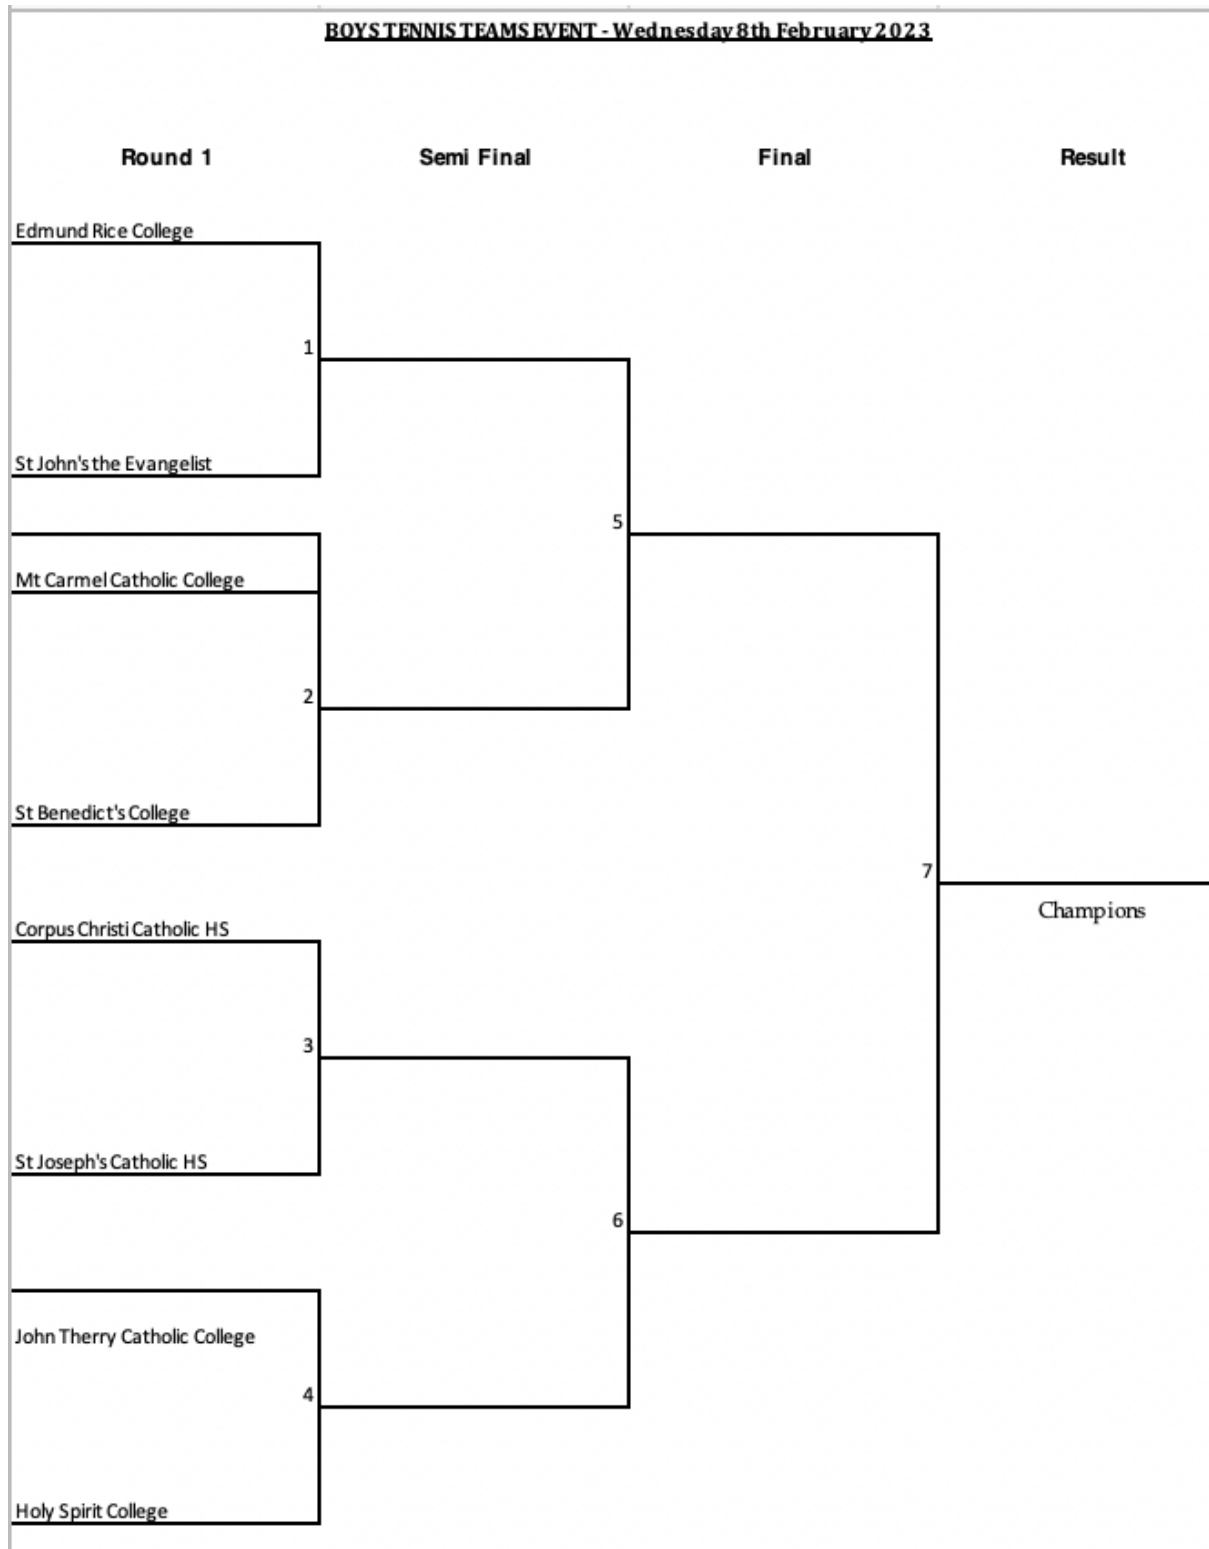 BOYS TENNIS TEAMS EVENT - Wednesday 8th February 2023
Round 1 Semi Final Final Result
Edmund Rice College
1
St John's the Evangelist
5
Mt Carmel Catholic College
2
St Benedict's College
7
Champions
Corpus Christi Catholic HS
3
St Joseph's Catholic HS
6
John Therry Catholic College
4
Holy Spirit College